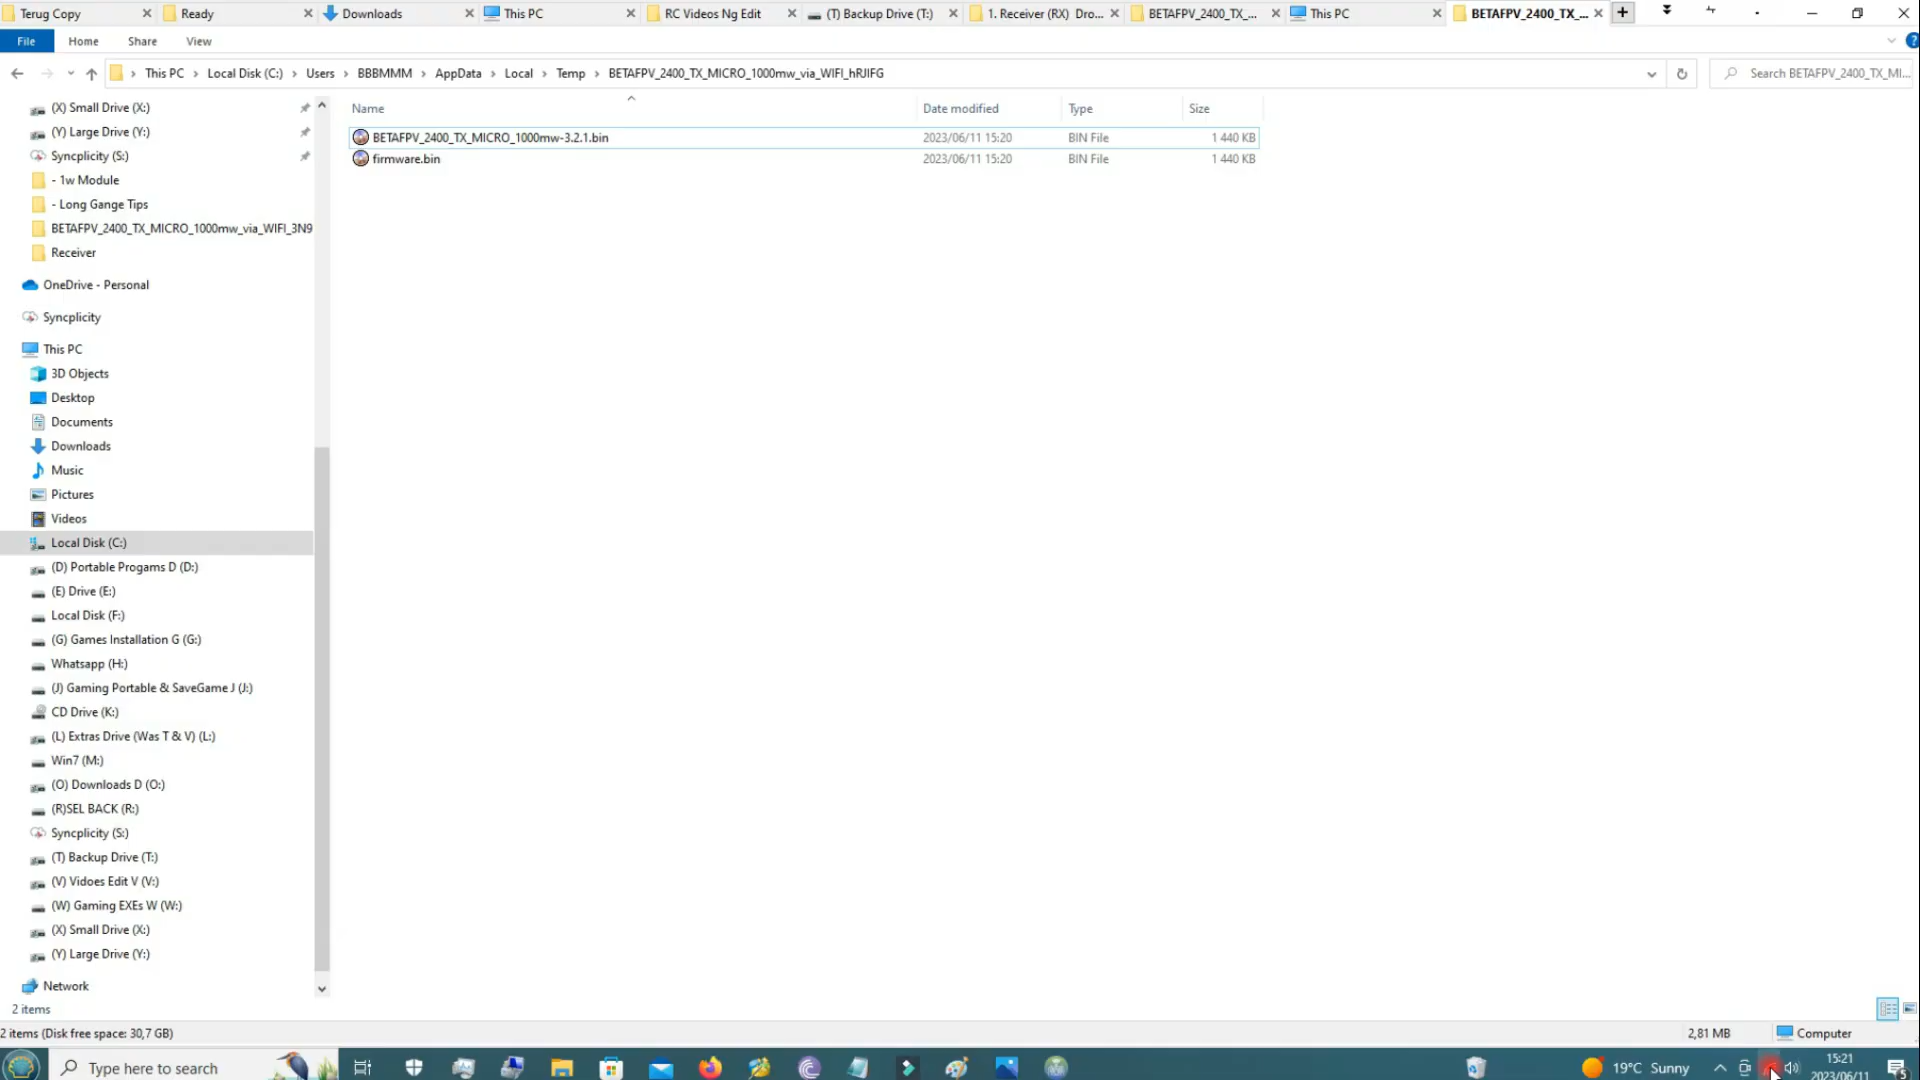 Terug Copy
Ready
Downloads
This PC
RC Videos Ng Edit
(T) Backup Drive (T:)
1. Receiver (RX) Dro...
BETAFPV_2400_TX_...
This PC
BETAFPV_2400_TX_...
File
Home
Share
View
This PC > Local Disk (C:) > Users > BBBMMM > AppData > Local > Temp > BETAFPV_2400_TX_MICRO_1000mw_via_WIFI_hRJIFG
Search BETAFPV_2400_TX_MI...
Name
Date modified
Type
Size
BETAFPV_2400_TX_MICRO_1000mw-3.2.1.bin 2023/06/11 15:20 BIN File 1 440 KB
firmware.bin 2023/06/11 15:20 BIN File 1 440 KB
(X) Small Drive (X:)
(Y) Large Drive (Y:)
Syncplicity (S:)
- 1w Module
- Long Gange Tips
BETAFPV_2400_TX_MICRO_1000mw_via_WIFI_3N9
Receiver
OneDrive - Personal
Syncplicity
This PC
3D Objects
Desktop
Documents
Downloads
Music
Pictures
Videos
Local Disk (C:)
(D) Portable Progams D (D:)
(E) Drive (E:)
Local Disk (F:)
(G) Games Installation G (G:)
Whatsapp (H:)
(J) Gaming Portable & SaveGame J (J:)
CD Drive (K:)
(L) Extras Drive (Was T & V) (L:)
Win7 (M:)
(O) Downloads D (O:)
(R)SEL BACK (R:)
Syncplicity (S:)
(T) Backup Drive (T:)
(V) Vidoes Edit V (V:)
(W) Gaming EXEs W (W:)
(X) Small Drive (X:)
(Y) Large Drive (Y:)
Network
2 items
2 items (Disk free space: 30,7 GB)
2,81 MB
Computer
Type here to search
19°C Sunny
15:21
2023/06/11
5